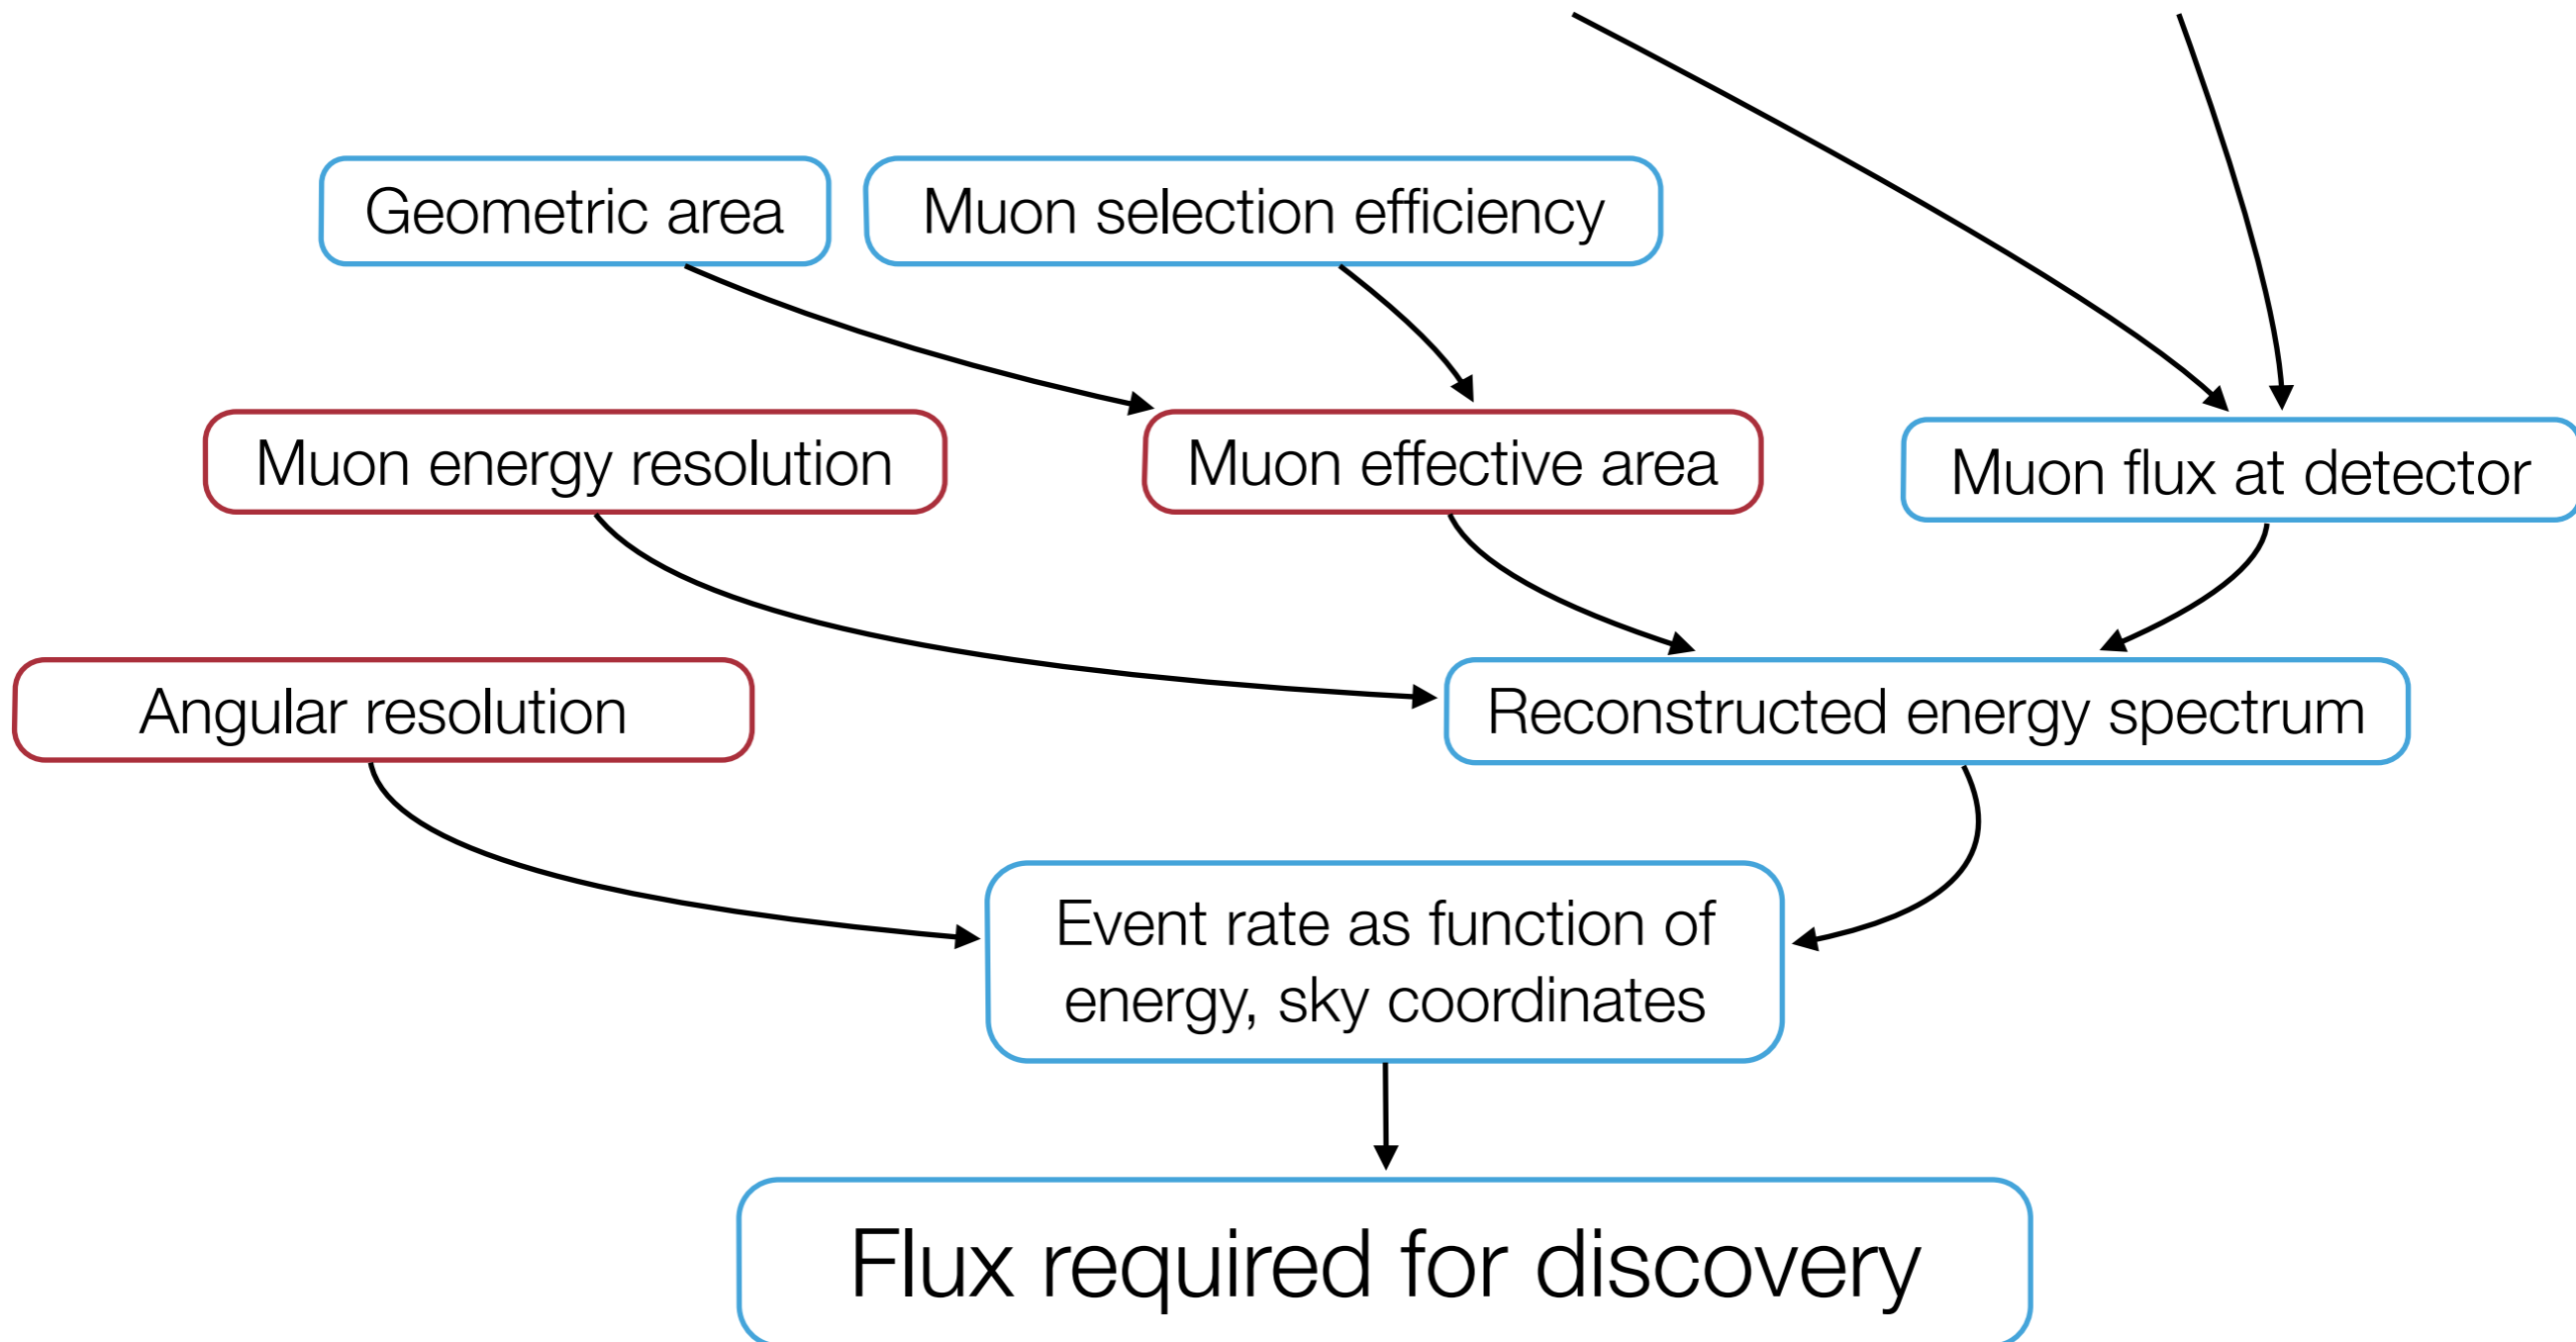 Geometric area
Muon selection efficiency
Muon energy resolution
Muon effective area
Muon flux at detector
Angular resolution
Reconstructed energy spectrum
Event rate as function of
energy, sky coordinates
Flux required for discovery